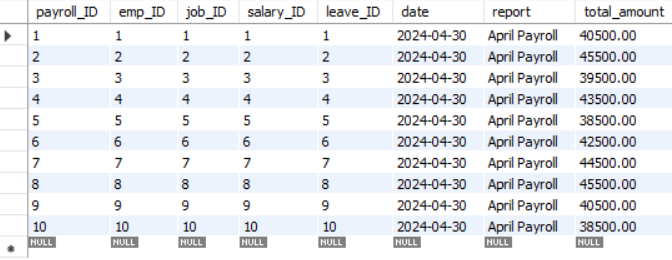 payroll_ID emp_ID job_ID salary_ID leave_ID date report total_amount
1 1 1 1 1 2024-04-30 April Payroll 40500.00
2 2 2 2 2 2024-04-30 April Payroll 45500.00
3 3 3 3 3 2024-04-30 April Payroll 39500.00
4 4 4 4 4 2024-04-30 April Payroll 43500.00
5 5 5 5 5 2024-04-30 April Payroll 38500.00
6 6 6 6 6 2024-04-30 April Payroll 42500.00
7 7 7 7 7 2024-04-30 April Payroll 44500.00
8 8 8 8 8 2024-04-30 April Payroll 45500.00
9 9 9 9 9 2024-04-30 April Payroll 40500.00
10 10 10 10 10 2024-04-30 April Payroll 38500.00
NULL NULL NULL NULL NULL NULL NULL NULL